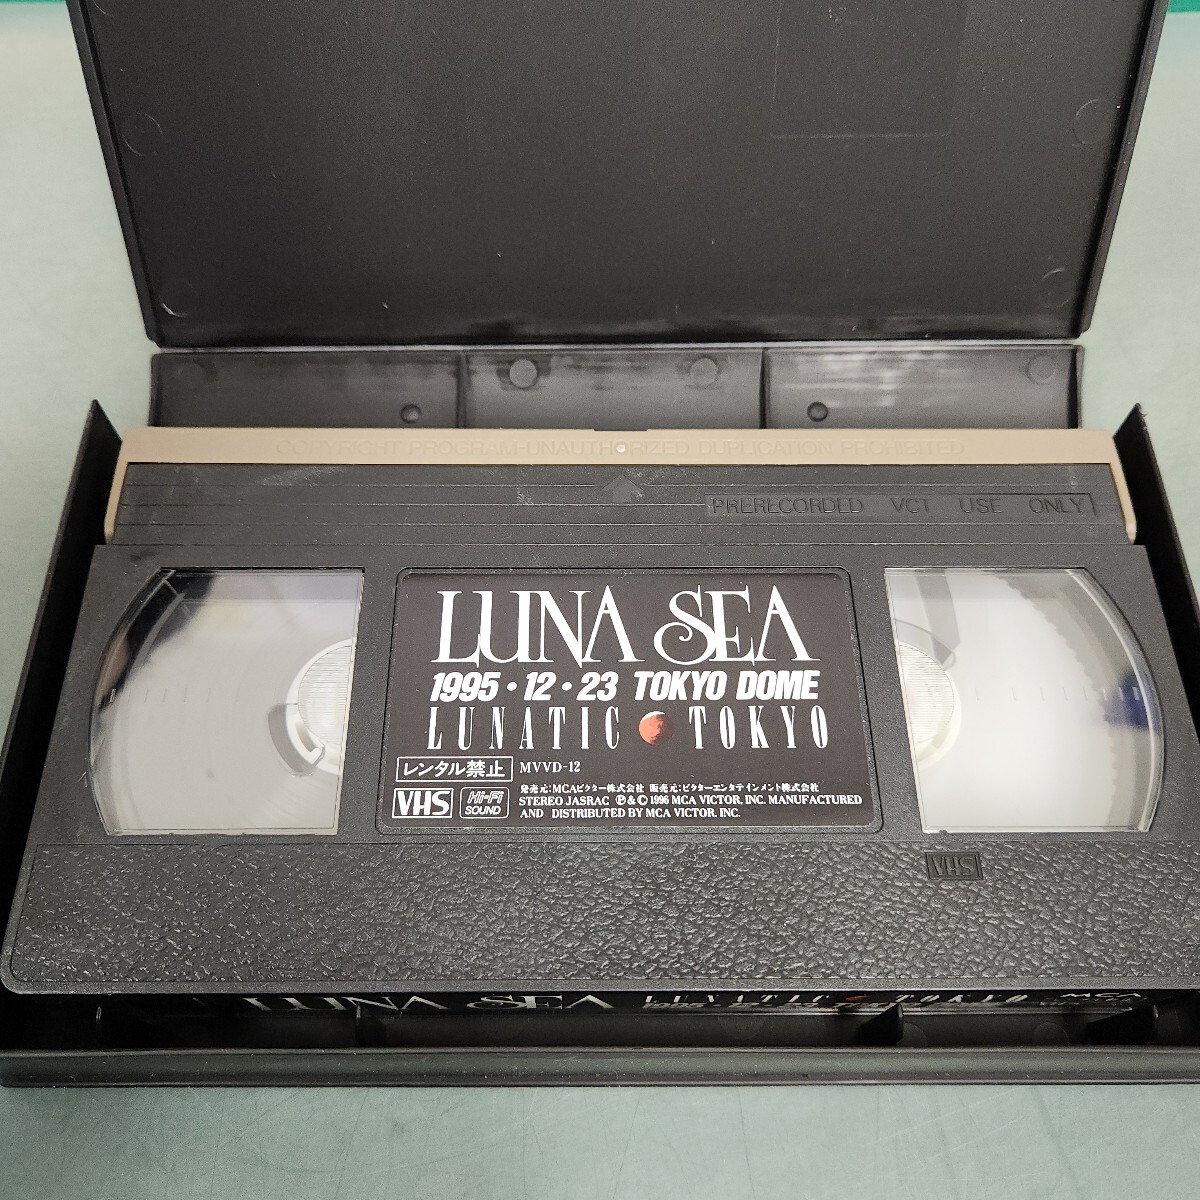 COPYRIGHT PROGRAM-UNAUTHORIZED DUPLICATION PROHIBITED
PRERECORDED VCT USE ONLY
LUNA SEA
1995・12・23 TOKYO DOME
LUNATIC TOKYO
レンタル禁止 MVVD-12
発売元:MCAビクター株式会社 販売元:ビクターエンタテインメント株式会社
VHS Hi-Fi SOUND STEREO JASRAC Ⓟ&© 1996 MCA VICTOR, INC. MANUFACTURED
AND DISTRIBUTED BY MCA VICTOR. INC.
VHS
LUNA SEA LUNATIC TOKYO MCA